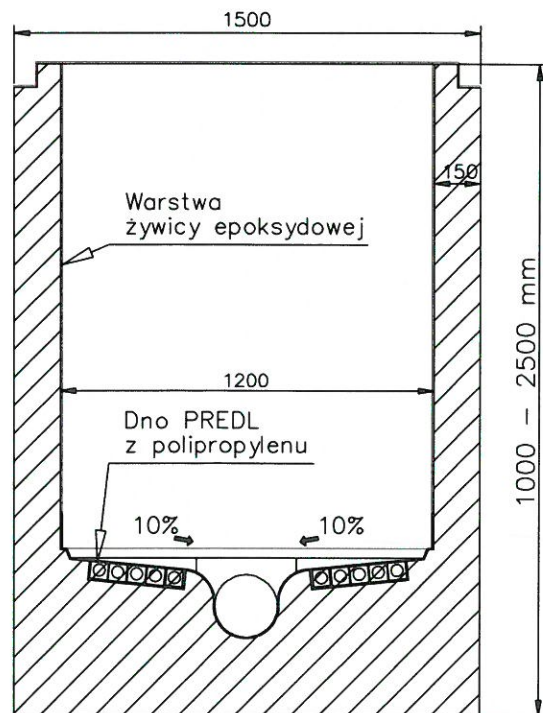 1500
150
Warstwa
żywicy epoksydowej
1000 – 2500 mm
1200
Dno PREDL
z polipropylenu
10% 10%